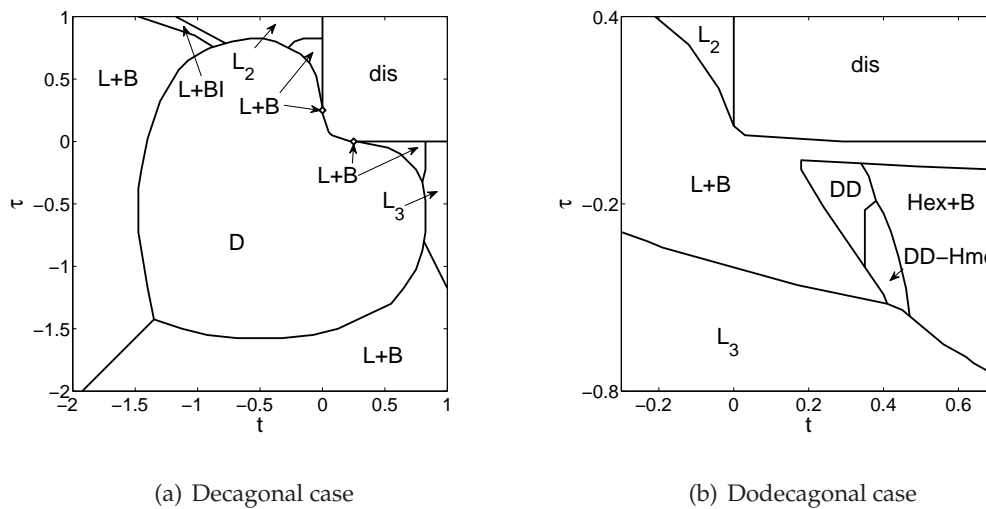 1
0.5
0
−0.5
−1
−1.5
−2
τ
−2 −1.5 −1 −0.5 0 0.5 1
t
L+B
L+BI
L2
L+B
dis
L+B
L3
D
L+B
(a) Decagonal case
0.4
−0.2
−0.8
τ
−0.2 0 0.2 0.4 0.6
t
L2
dis
L+B
DD
Hex+B
L3
(b) Dodecagonal case